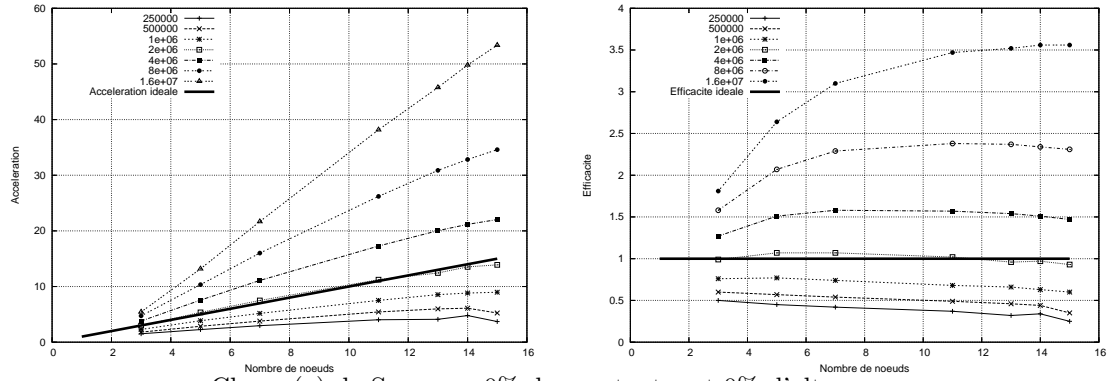 60
50
40
30
20
10
0
Acceleration
250000
500000
1e+06
2e+06
4e+06
8e+06
1.6e+07
Acceleration ideale
0 2 4 6 8 10 12 14 16
Nombre de noeuds
4
3.5
3
2.5
2
1.5
1
0.5
0
Efficacite
250000
500000
1e+06
2e+06
4e+06
8e+06
1.6e+07
Efficacite ideale
0 2 4 6 8 10 12 14 16
Nombre de noeuds
0% 0%